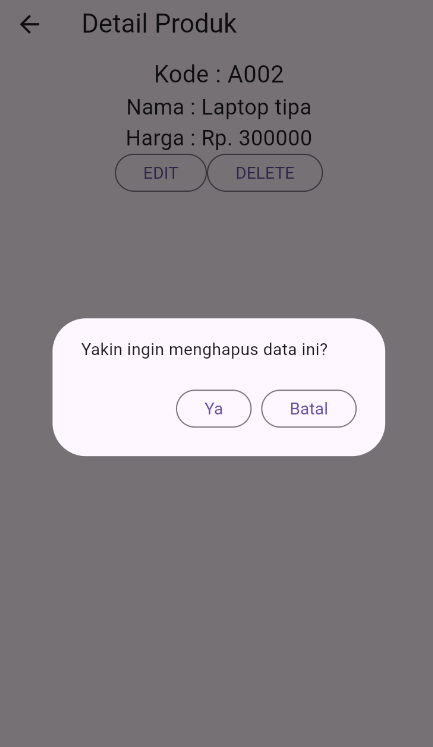 Detail Produk
Kode : A002
Nama : Laptop tipa
Harga : Rp. 300000
EDIT DELETE
Yakin ingin menghapus data ini?
Ya Batal